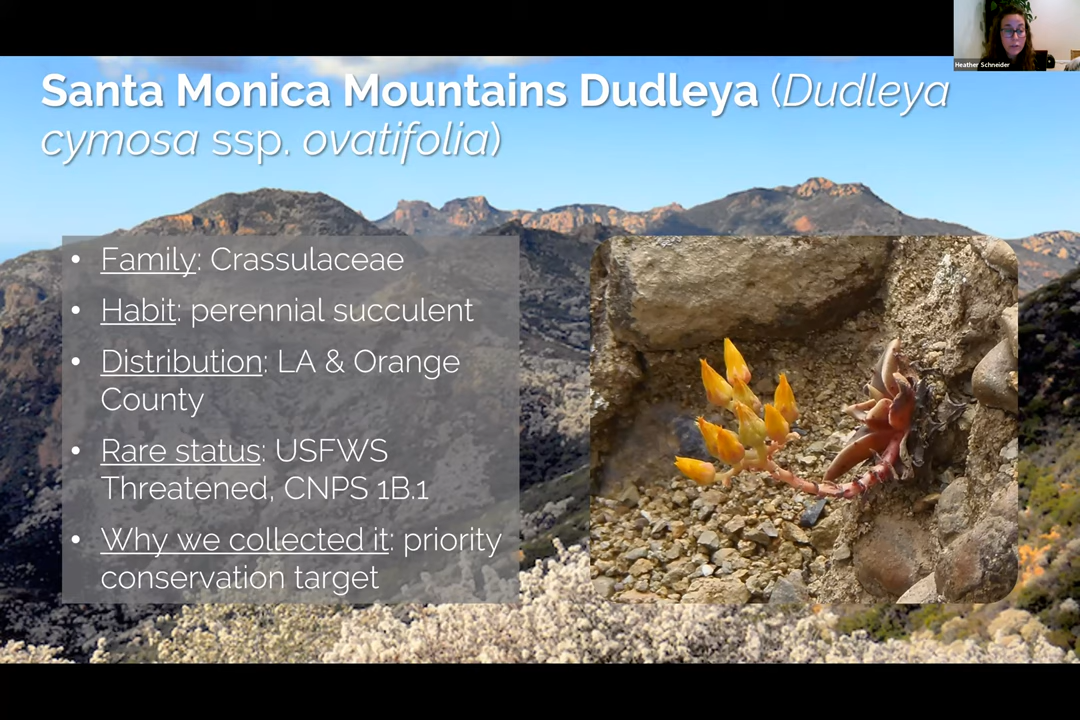 Heather Schneider
Santa Monica Mountains Dudleya (Dudleya
cymosa ssp. ovatifolia)
• Family: Crassulaceae
• Habit: perennial succulent
• Distribution: LA & Orange
County
• Rare status: USFWS
Threatened, CNPS 1B.1
• Why we collected it: priority
conservation target